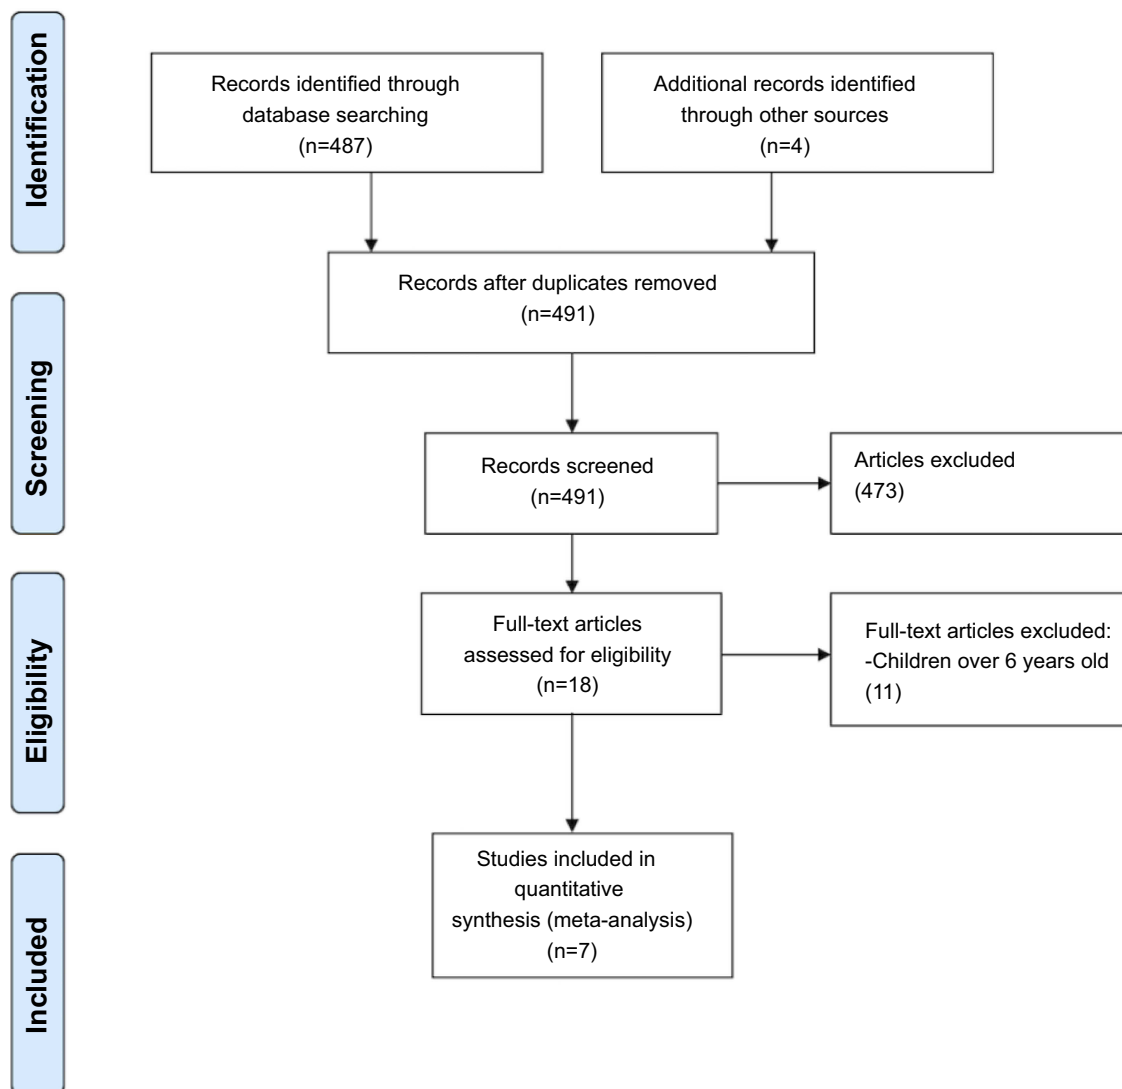 Identification
Records identified through
database searching
(n=487)
Additional records identified
through other sources
(n=4)
Records after duplicates removed
(n=491)
Screening
Records screened
(n=491)
Articles excluded
(473)
Eligibility
Full-text articles
assessed for eligibility
(n=18)
Full-text articles excluded:
-Children over 6 years old
(11)
Included
Studies included in
quantitative
synthesis (meta-analysis)
(n=7)